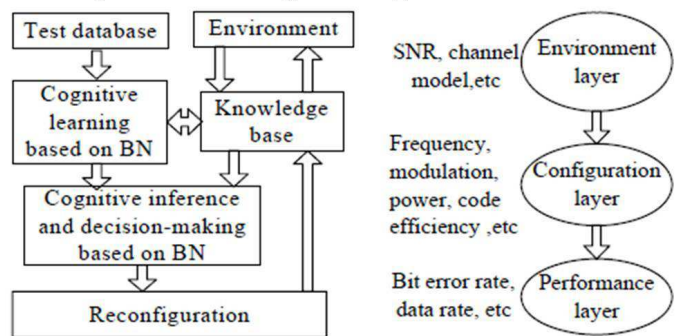 Test database
Environment
Cognitive
learning
based on BN
Knowledge
base
Cognitive inference
and decision-making
based on BN
Reconfiguration
SNR, channel
model,etc
Environment
layer
Frequency,
modulation,
power, code
efficiency ,etc
Configuration
layer
Bit error rate,
data rate, etc
Performance
layer